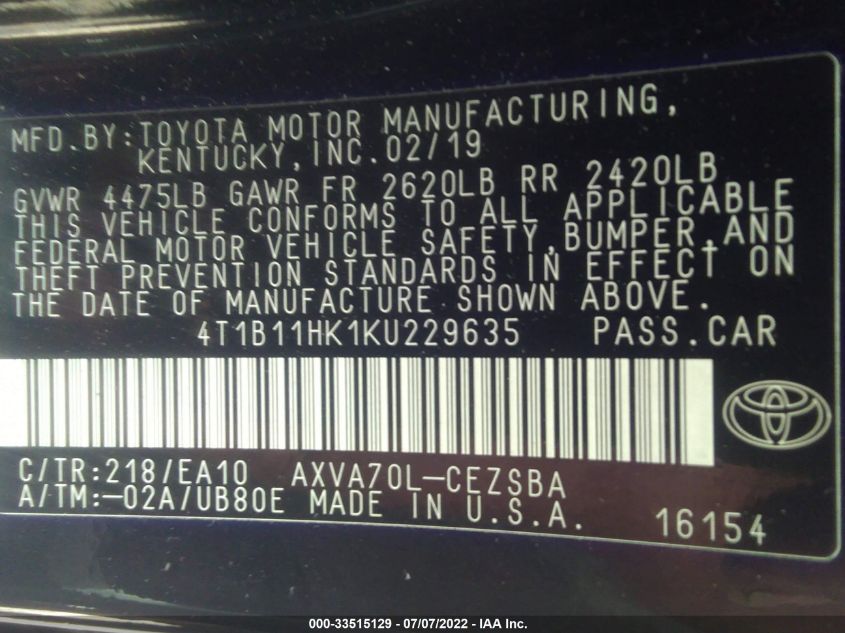 MFD.BY:TOYOTA MOTOR MANUFACTURING,
KENTUCKY,INC.02/19
GVWR 4475LB GAWR FR 2620LB RR 2420LB
THIS VEHICLE CONFORMS TO ALL APPLICABLE
FEDERAL MOTOR VEHICLE SAFETY,BUMPER,AND
THEFT PREVENTION STANDARDS IN EFFECT ON
THE DATE OF MANUFACTURE SHOWN ABOVE.
4T1B11HK1KU229635 PASS.CAR
C/TR:218/EA10 AXVA70L-CEZSBA
A/TM:-02A/UB80E MADE IN U.S.A. 16154
000-33515129 - 07/07/2022 - IAA Inc.